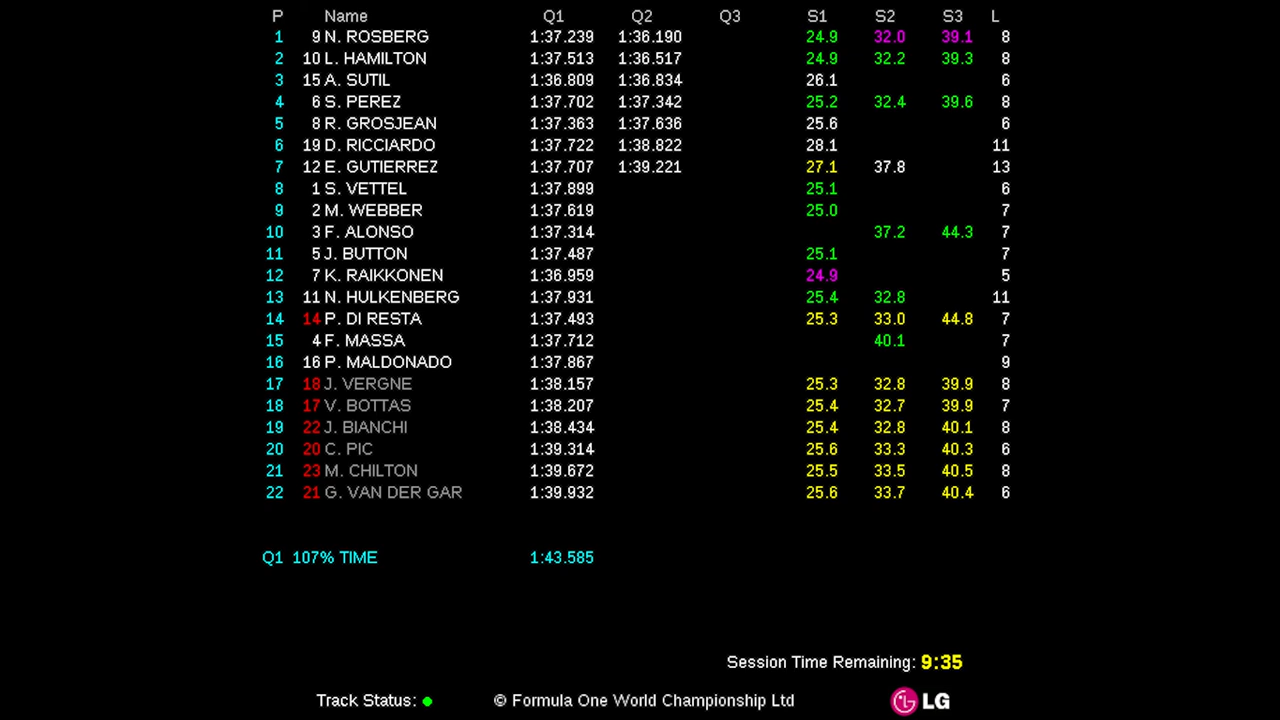 P Name Q1 Q2 Q3 S1 S2 S3 L
1 9 N. ROSBERG 1:37.239 1:36.190 24.9 32.0 39.1 8
2 10 L. HAMILTON 1:37.513 1:36.517 24.9 32.2 39.3 8
3 15 A. SUTIL 1:36.809 1:36.834 26.1 6
4 6 S. PEREZ 1:37.702 1:37.342 25.2 32.4 39.6 8
5 8 R. GROSJEAN 1:37.363 1:37.636 25.6 6
6 19 D. RICCIARDO 1:37.722 1:38.822 28.1 11
7 12 E. GUTIERREZ 1:37.707 1:39.221 27.1 37.8 13
8 1 S. VETTEL 1:37.899 25.1 6
9 2 M. WEBBER 1:37.619 25.0 7
10 3 F. ALONSO 1:37.314 37.2 44.3 7
11 5 J. BUTTON 1:37.487 25.1 7
12 7 K. RAIKKONEN 1:36.959 24.9 5
13 11 N. HULKENBERG 1:37.931 25.4 32.8 11
14 14 P. DI RESTA 1:37.493 25.3 33.0 44.8 7
15 4 F. MASSA 1:37.712 40.1 7
16 16 P. MALDONADO 1:37.867 9
17 18 J. VERGNE 1:38.157 25.3 32.8 39.9 8
18 17 V. BOTTAS 1:38.207 25.4 32.7 39.9 7
19 22 J. BIANCHI 1:38.434 25.4 32.8 40.1 8
20 20 C. PIC 1:39.314 25.6 33.3 40.3 6
21 23 M. CHILTON 1:39.672 25.5 33.5 40.5 8
22 21 G. VAN DER GAR 1:39.932 25.6 33.7 40.4 6
Q1 107% TIME 1:43.585
Session Time Remaining: 9:35
Track Status: © Formula One World Championship Ltd LG